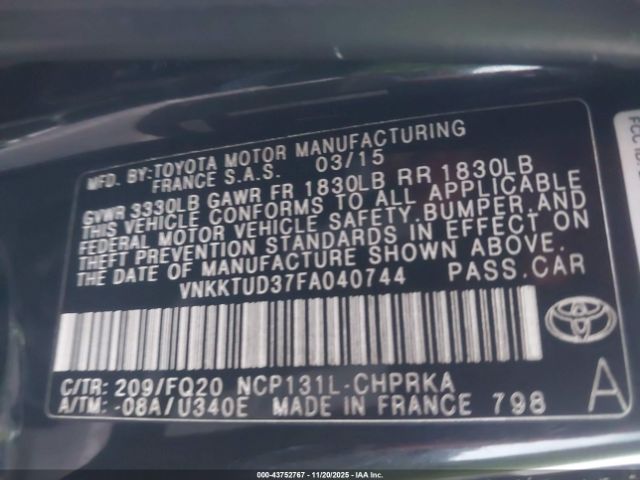 MFD. BY:TOYOTA MOTOR MANUFACTURING
FRANCE S.A.S. 03/15
GVWR 3330LB GAWR FR 1830LB RR 1830LB
THIS VEHICLE CONFORMS TO ALL APPLICABLE
FEDERAL MOTOR VEHICLE SAFETY,BUMPER,AND
THEFT PREVENTION STANDARDS IN EFFECT ON
THE DATE OF MANUFACTURE SHOWN ABOVE.
VNKKTUD37FA040744 PASS.CAR
C/TR: 209/FQ20 NCP131L-CHPRKA
A/TM: -08A/U340E MADE IN FRANCE 798
A
FCC ID
000-43752767 - 11/20/2025 - IAAI, Inc.